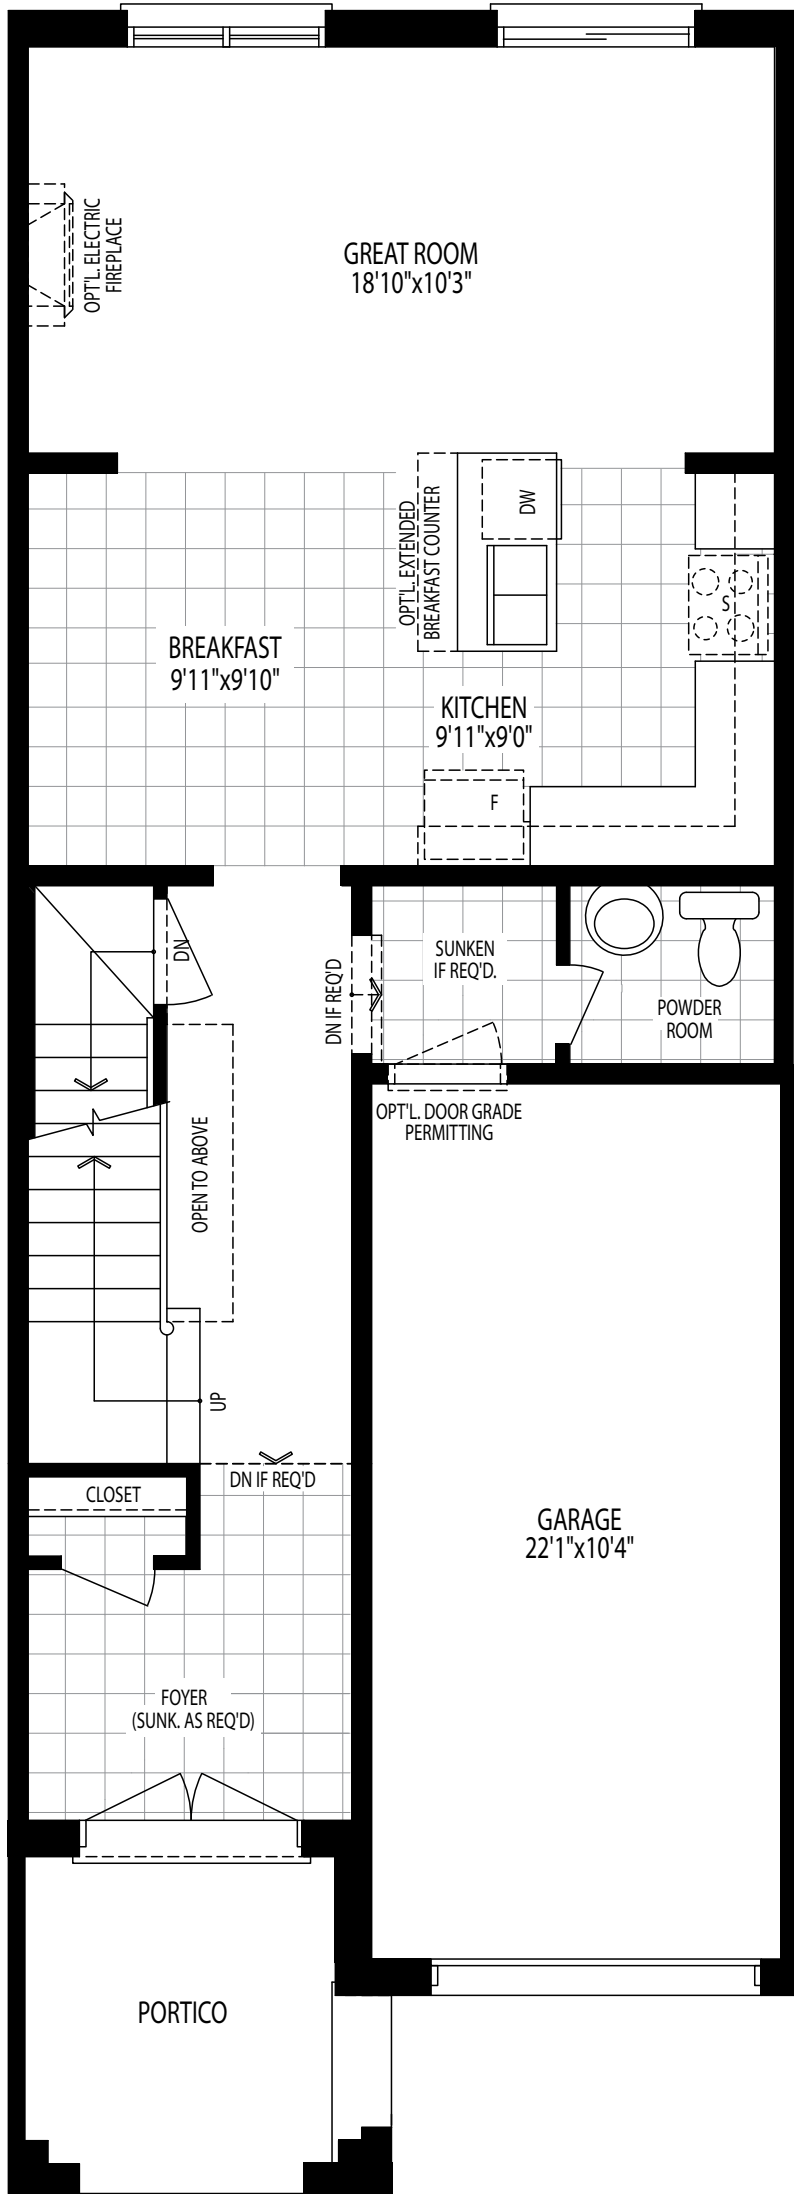 OPT'L. ELECTRIC
FIREPLACE
GREAT ROOM
18'10"x10'3"
OPT'L. EXTENDED
BREAKFAST COUNTER
DW
S
BREAKFAST
9'11"x9'10"
KITCHEN
9'11"x9'0"
F
DN
DN IF REQ'D
SUNKEN
IF REQ'D.
POWDER
ROOM
OPT'L. DOOR GRADE
PERMITTING
OPEN TO ABOVE
UP
DN IF REQ'D
CLOSET
GARAGE
22'1"x10'4"
FOYER
(SUNK. AS REQ'D)
PORTICO